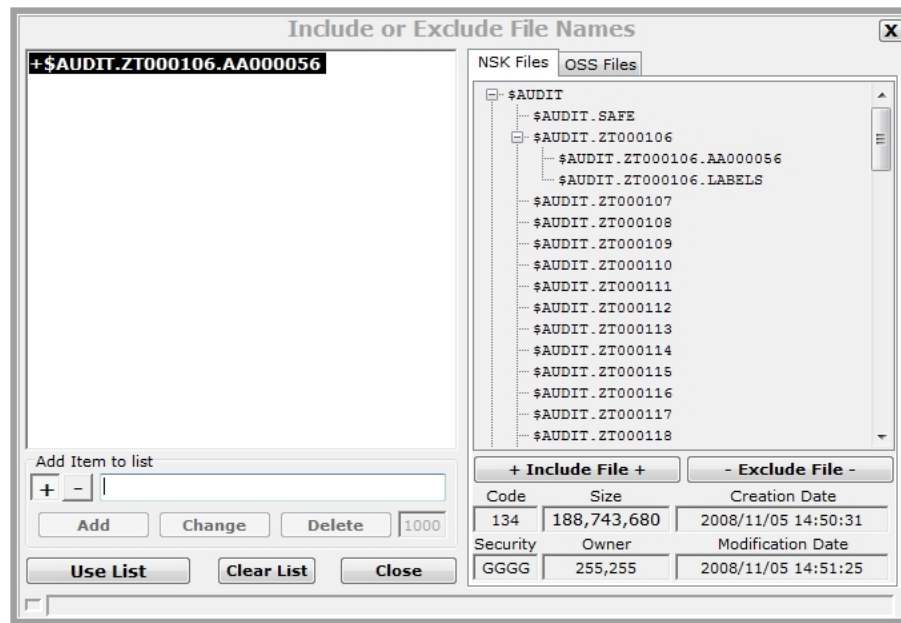 Include or Exclude File Names
X
+$AUDIT.ZT000106.AA000056
NSK Files
OSS Files
$AUDIT
$AUDIT.SAFE
$AUDIT.ZT000106
$AUDIT.ZT000106.AA000056
$AUDIT.ZT000106.LABELS
$AUDIT.ZT000107
$AUDIT.ZT000108
$AUDIT.ZT000109
$AUDIT.ZT000110
$AUDIT.ZT000111
$AUDIT.ZT000112
$AUDIT.ZT000113
$AUDIT.ZT000114
$AUDIT.ZT000115
$AUDIT.ZT000116
$AUDIT.ZT000117
$AUDIT.ZT000118
Add Item to list
+ -
Add Change Delete 1000
Use List Clear List Close
+ Include File + - Exclude File -
Code Size Creation Date
134 188,743,680 2008/11/05 14:50:31
Security Owner Modification Date
GGGG 255,255 2008/11/05 14:51:25